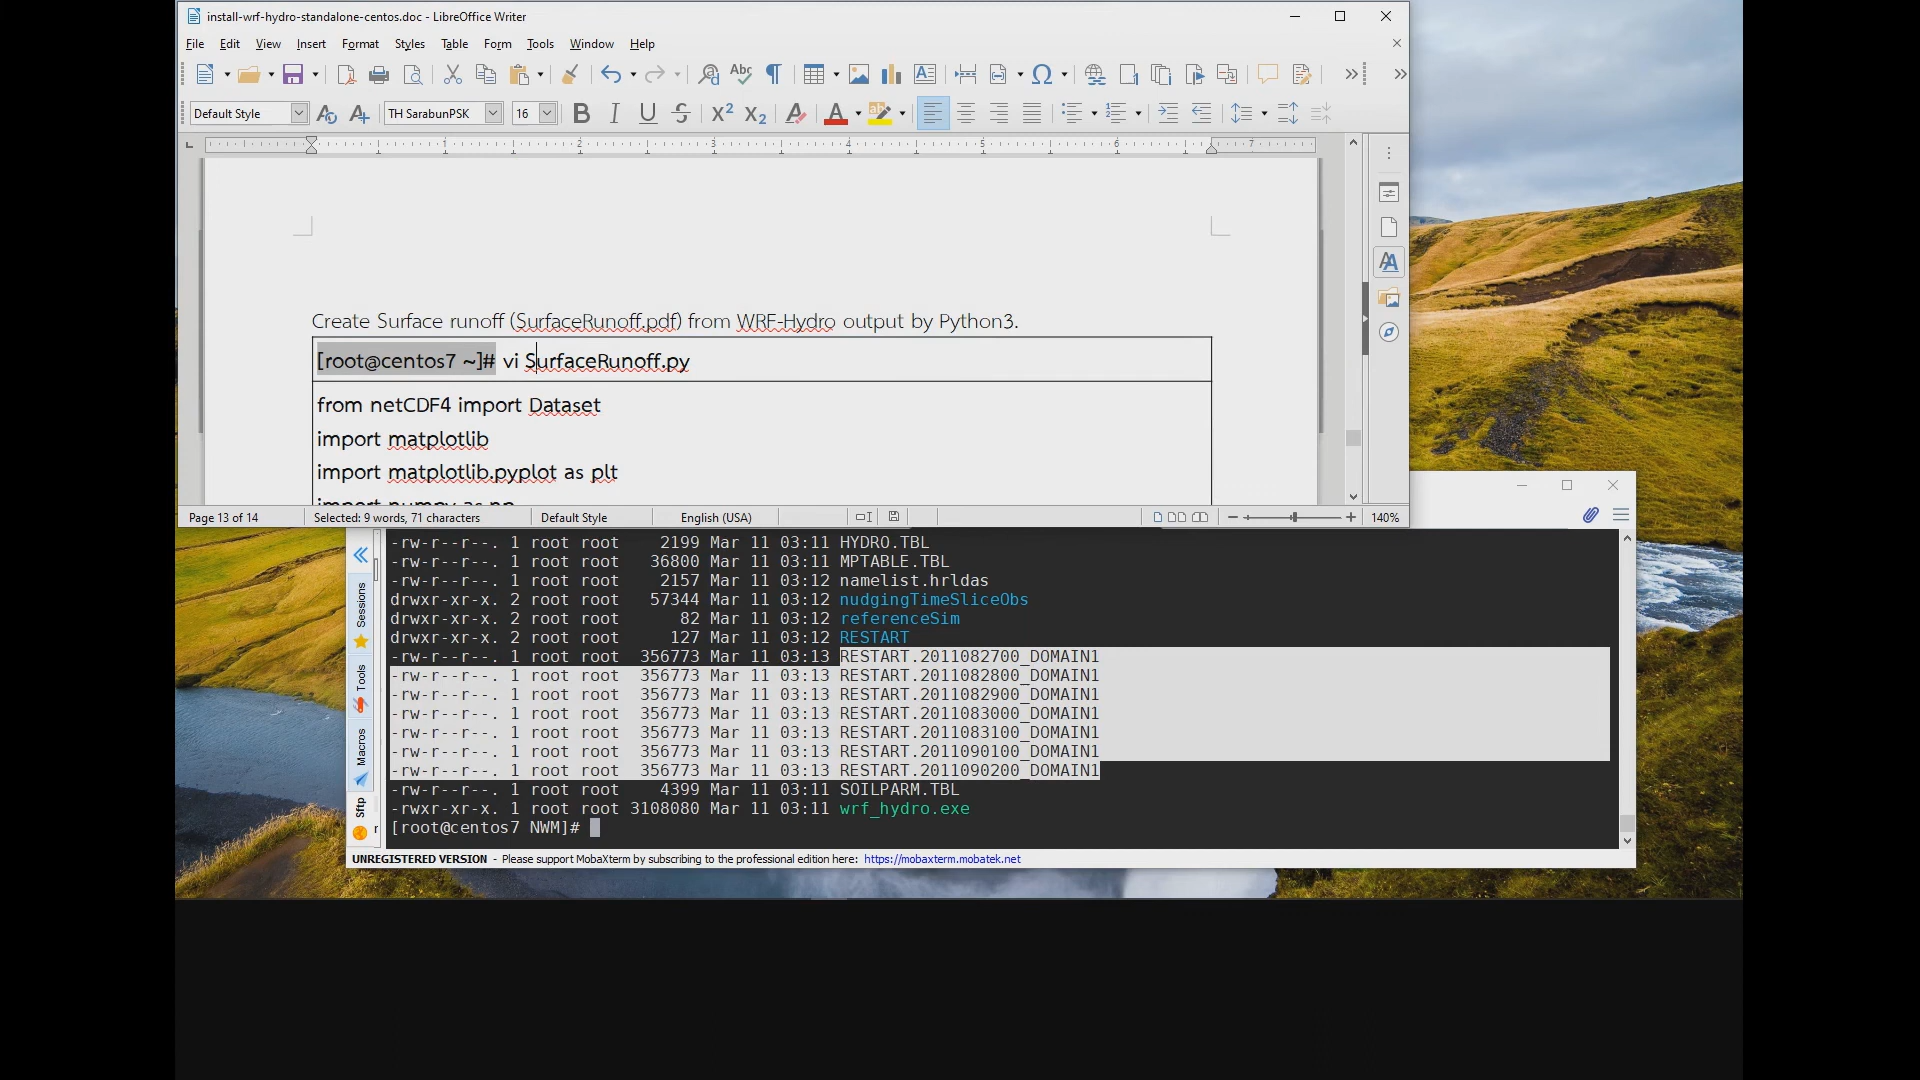 install-wrf-hydro-standalone-centos.doc - LibreOffice Writer
File Edit View Insert Format Styles Table Form Tools Window Help
Default Style TH SarabunPSK 16
1 2 3 4 5 6 7
Create Surface runoff (SurfaceRunoff.pdf) from WRF-Hydro output by Python3.
[root@centos7 ~]# vi SurfaceRunoff.py
from netCDF4 import Dataset
import matplotlib
import matplotlib.pyplot as plt
import numpy as np
Page 13 of 14 Selected: 9 words, 71 characters Default Style English (USA) 140%
Sessions
Tools
Macros
Sftp
-rw-r--r--. 1 root root 2199 Mar 11 03:11 HYDRO.TBL
-rw-r--r--. 1 root root 36800 Mar 11 03:11 MPTABLE.TBL
-rw-r--r--. 1 root root 2157 Mar 11 03:12 namelist.hrldas
drwxr-xr-x. 2 root root 57344 Mar 11 03:12 nudgingTimeSliceObs
drwxr-xr-x. 2 root root 82 Mar 11 03:12 referenceSim
drwxr-xr-x. 2 root root 127 Mar 11 03:12 RESTART
-rw-r--r--. 1 root root 356773 Mar 11 03:13 RESTART.2011082700_DOMAIN1
-rw-r--r--. 1 root root 356773 Mar 11 03:13 RESTART.2011082800_DOMAIN1
-rw-r--r--. 1 root root 356773 Mar 11 03:13 RESTART.2011082900_DOMAIN1
-rw-r--r--. 1 root root 356773 Mar 11 03:13 RESTART.2011083000_DOMAIN1
-rw-r--r--. 1 root root 356773 Mar 11 03:13 RESTART.2011083100_DOMAIN1
-rw-r--r--. 1 root root 356773 Mar 11 03:13 RESTART.2011090100_DOMAIN1
-rw-r--r--. 1 root root 356773 Mar 11 03:13 RESTART.2011090200_DOMAIN1
-rw-r--r--. 1 root root 4399 Mar 11 03:11 SOILPARM.TBL
-rwxr-xr-x. 1 root root 3108080 Mar 11 03:11 wrf_hydro.exe
[root@centos7 NWM]#
UNREGISTERED VERSION - Please support MobaXterm by subscribing to the professional edition here: https://mobaxterm.mobatek.net